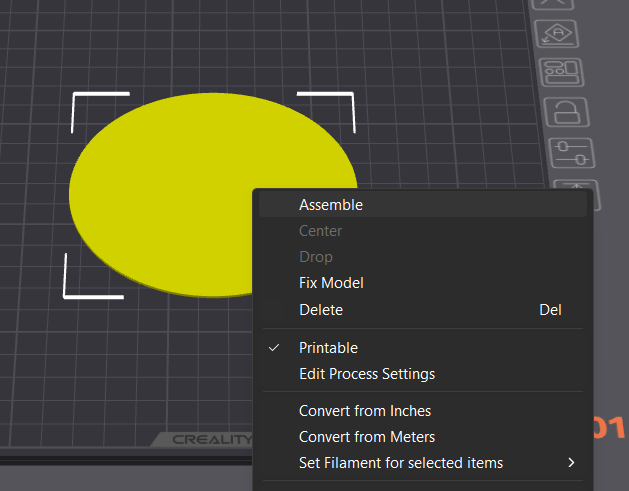 Assemble
Center
Drop
Fix Model
Delete Del
Printable
Edit Process Settings
Convert from Inches
Convert from Meters
Set Filament for selected items
CREALITY
01